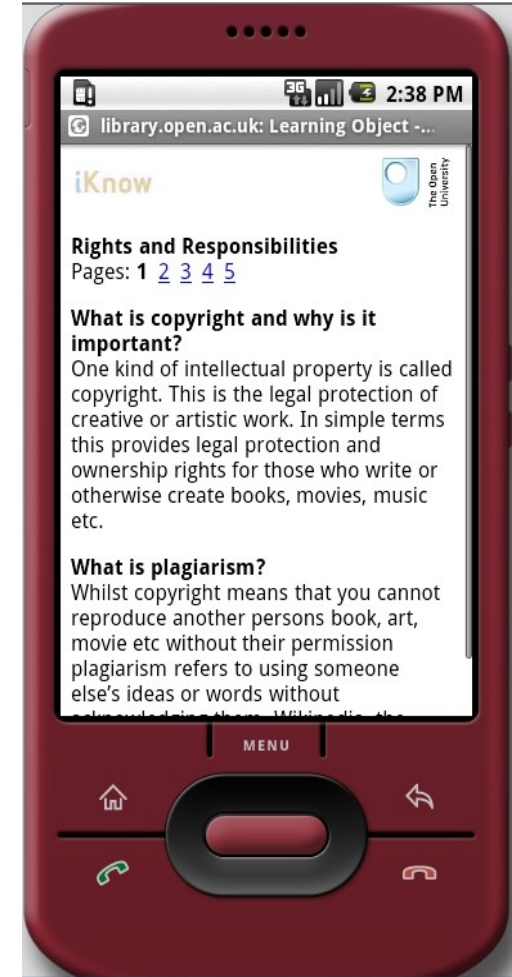 3G 2:38 PM
library.open.ac.uk: Learning Object -...
iKnow
The Open
University
Rights and Responsibilities
Pages: 1 2 3 4 5
What is copyright and why is it
important?
One kind of intellectual property is called
copyright. This is the legal protection of
creative or artistic work. In simple terms
this provides legal protection and
ownership rights for those who write or
otherwise create books, movies, music
etc.
What is plagiarism?
Whilst copyright means that you cannot
reproduce another persons book, art,
movie etc without their permission
plagiarism refers to using someone
else’s ideas or words without
acknowledging them. Wikipedia, the
MENU